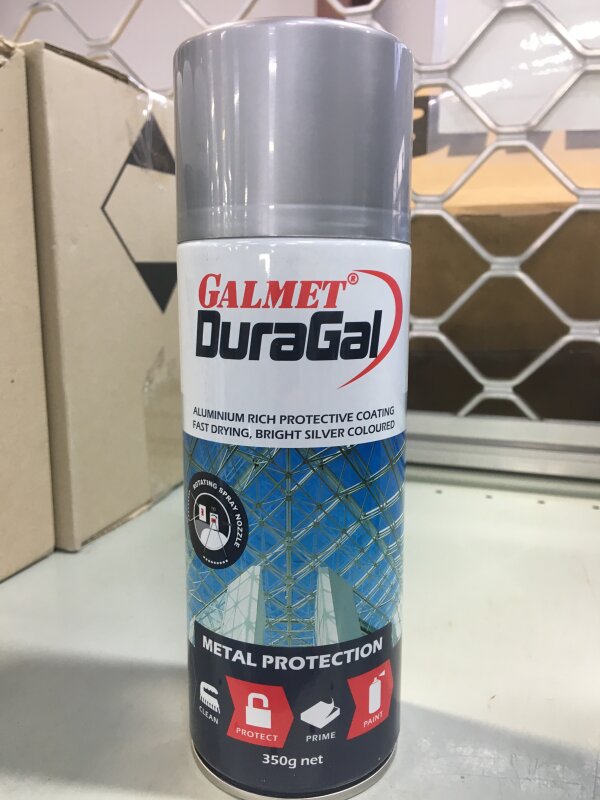 GALMET®
DuraGal
ALUMINIUM RICH PROTECTIVE COATING
FAST DRYING, BRIGHT SILVER COLOURED
ROTATING SPRAY NOZZLE
METAL PROTECTION
CLEAN
PROTECT
PRIME
PAINT
350g net